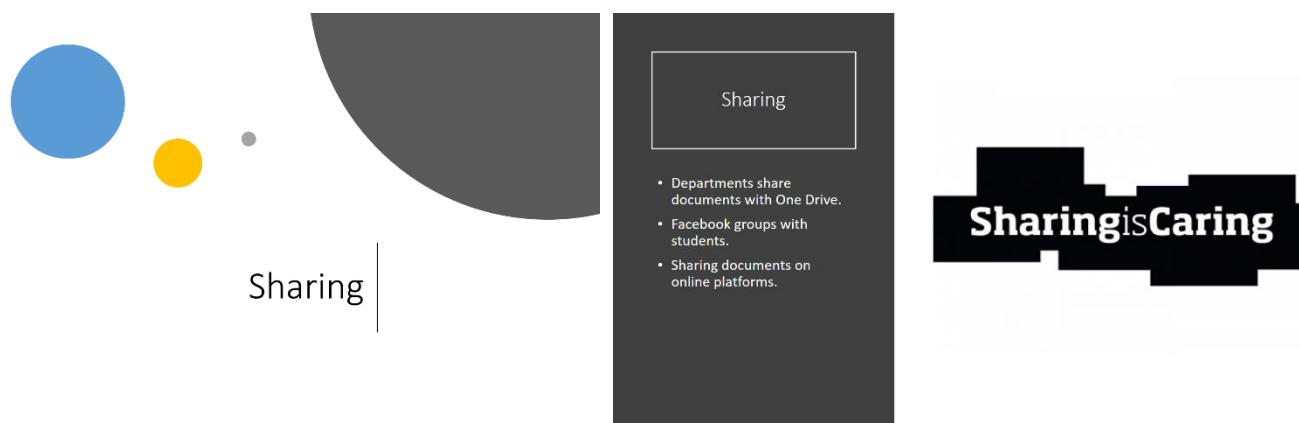 Sharing
Sharing
• Departments share
documents with One Drive.
• Facebook groups with
students.
• Sharing documents on
online platforms.
SharingisCaring